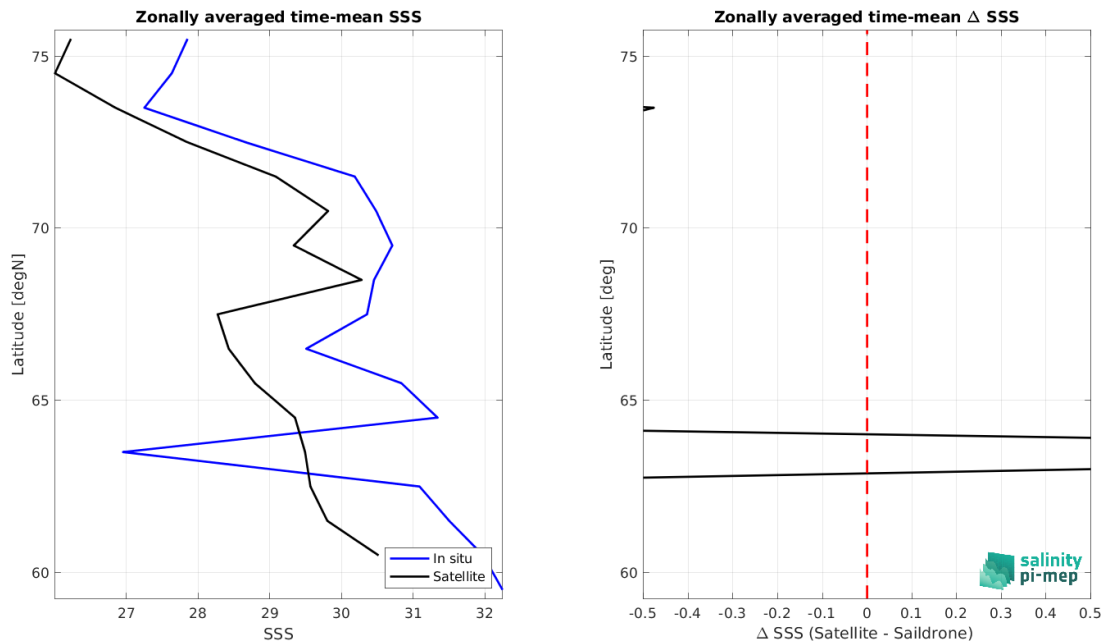 Zonally averaged time-mean SSS
75
70
65
60
Latitude [degN]
27 28 29 30 31 32
SSS
In situ
Satellite
Zonally averaged time-mean Δ SSS
75
70
65
60
Latitude [deg]
-0.5 -0.4 -0.3 -0.2 -0.1 0 0.1 0.2 0.3 0.4 0.5
Δ SSS (Satellite - Saildrone)
salinity
pi-mep